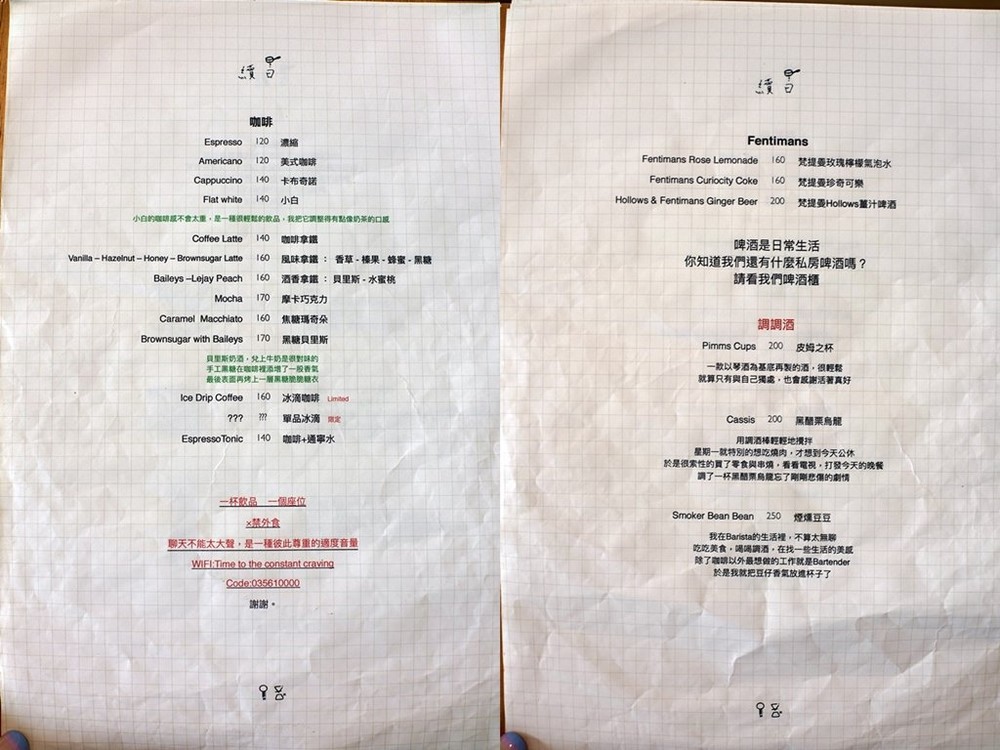 續日
咖啡
Espresso 120 濃縮
Americano 120 美式咖啡
Cappuccino 140 卡布奇諾
Flat white 140 小白
小白的咖啡感不會太重，是一種很輕鬆的飲品，我把它調整得有點像奶茶的口感
Coffee Latte 140 咖啡拿鐵
Vanilla – Hazelnut – Honey – Brownsugar Latte 160 風味拿鐵 ： 香草 - 榛果 - 蜂蜜 - 黑糖
Baileys –Lejay Peach 160 酒香拿鐵 ： 貝里斯 - 水蜜桃
Mocha 170 摩卡巧克力
Caramel Macchiato 160 焦糖瑪奇朵
Brownsugar with Baileys 170 黑糖貝里斯
貝里斯奶酒，兌上牛奶是很對味的
手工黑糖在咖啡裡添增了一股香氣
最後表面再烤上一層黑糖脆脆糖衣
Ice Drip Coffee 160 冰滴咖啡 Limited
??? ??? 單品冰滴 限定
EspressoTonic 140 咖啡+通寧水
一杯飲品 一個座位
×禁外食
聊天不能太大聲，是一種彼此尊重的適度音量
WIFI:Time to the constant craving
Code:035610000
謝謝。
續日
Fentimans
Fentimans Rose Lemonade 160 梵提曼玫瑰檸檬氣泡水
Fentimans Curiocity Coke 160 梵提曼珍奇可樂
Hollows & Fentimans Ginger Beer 200 梵提曼Hollows薑汁啤酒
啤酒是日常生活
你知道我們還有什麼私房啤酒嗎？
請看我們啤酒櫃
調調酒
Pimms Cups 200 皮姆之杯
一款以琴酒為基底再製的酒，很輕鬆
就算只有與自己獨處，也會感謝活著真好
Cassis 200 黑醋栗烏龍
用調酒棒輕輕地攪拌
星期一就特別的想吃燒肉，才想到今天公休
於是很索性的買了零食與串燒，看看電視，打發今天的晚餐
調了一杯黑醋栗烏龍忘了剛剛悲傷的劇情
Smoker Bean Bean 250 煙燻豆豆
我在Barista的生活裡，不算太無聊
吃吃美食，喝喝調酒，在找一些生活的美感
除了咖啡以外最想做的工作就是Bartender
於是我就把豆仔香氣放進杯子了